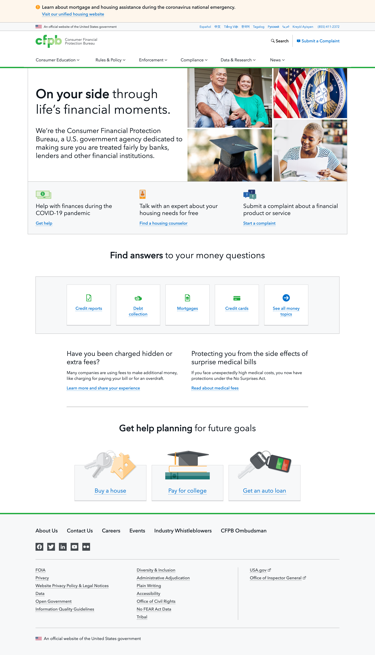 Learn about mortgage and housing assistance during the coronavirus national emergency.
Visit our unified housing website
An official website of the United States government
Español 中文 Tiếng Việt 한국어 Tagalog Русский العربية Kreyòl Ayisyen (855) 411-2372
cfpb Consumer Financial
Protection Bureau
Search Submit a Complaint
Consumer Education Rules & Policy Enforcement Compliance Data & Research News
On your side through
life's financial moments.
We're the Consumer Financial Protection
Bureau, a U.S. government agency dedicated to
making sure you are treated fairly by banks,
lenders and other financial institutions.
Help with finances during the
COVID-19 pandemic
Get help
Talk with an expert about your
housing needs for free
Find a housing counselor
Submit a complaint about a financial
product or service
Start a complaint
Find answers to your money questions
Credit reports
Debt
collection
Mortgages
Credit cards
See all money
topics
Have you been charged hidden or
extra fees?
Many companies are using fees to make additional money,
like charging for paying your bill or for an overdraft.
Learn more and share your experience
Protecting you from the side effects of
surprise medical bills
If you face unexpectedly high medical costs, you now have
protections under the No Surprises Act.
Read about medical fees
Get help planning for future goals
Buy a house
Pay for college
Get an auto loan
About Us Contact Us Careers Events Industry Whistleblowers CFPB Ombudsman
FOIA
Privacy
Website Privacy Policy & Legal Notices
Data
Open Government
Information Quality Guidelines
Diversity & Inclusion
Administrative Adjudication
Plain Writing
Accessibility
Office of Civil Rights
No FEAR Act Data
Tribal
USA.gov
Office of Inspector General
An official website of the United States government